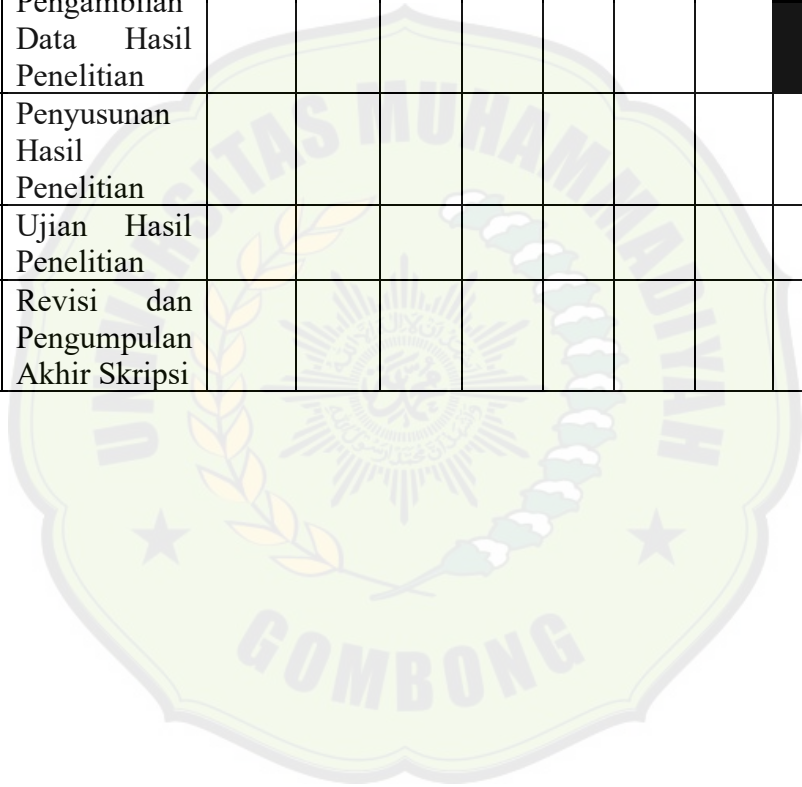 Pengambilan
Data Hasil
Penelitian
Penyusunan
Hasil
Penelitian
Ujian Hasil
Penelitian
Revisi dan
Pengumpulan
Akhir Skripsi
UNIVERSITAS MUHAMMADIYAH
GOMBONG